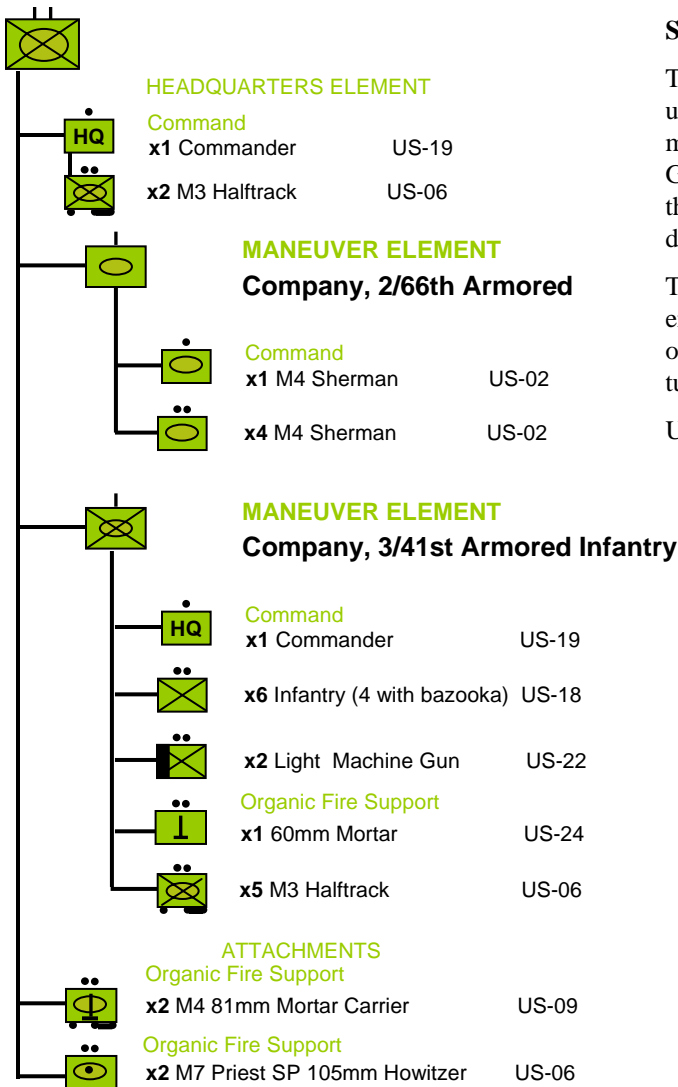 HEADQUARTERS ELEMENT
HQ
Command
x1 Commander US-19
x2 M3 Halftrack US-06
MANEUVER ELEMENT
Company, 2/66th Armored
Command
x1 M4 Sherman US-02
x4 M4 Sherman US-02
MANEUVER ELEMENT
Company, 3/41st Armored Infantry
HQ
Command
x1 Commander US-19
x6 Infantry (4 with bazooka) US-18
x2 Light Machine Gun US-22
Organic Fire Support
x1 60mm Mortar US-24
x5 M3 Halftrack US-06
ATTACHMENTS
Organic Fire Support
x2 M4 81mm Mortar Carrier US-09
Organic Fire Support
x2 M7 Priest SP 105mm Howitzer US-06